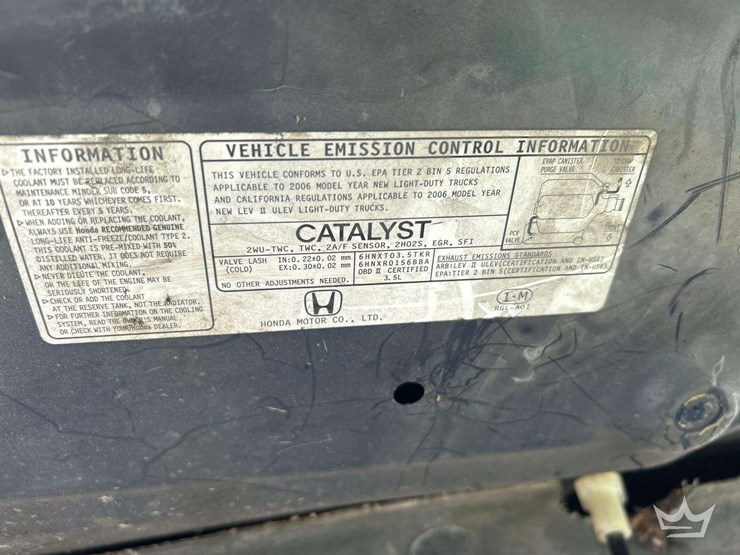 INFORMATION
THE FACTORY INSTALLED LONG-LIFE
COOLANT MUST BE REPLACED ACCORDING TO
MAINTENANCE MINDER SUB CODE 5,
OR AT 10 YEARS WHICHEVER COMES FIRST.
THEREAFTER EVERY 5 YEARS.
WHEN ADDING OR REPLACING THE COOLANT,
ALWAYS USE Honda RECOMMENDED GENUINE
LONG-LIFE ANTI-FREEZE/COOLANT TYPE 2.
THIS COOLANT IS PRE-MIXED WITH 50%
DISTILLED WATER. IT DOES NOT REQUIRE
ANY ADDITIONAL MIXING.
NEVER DILUTE THE COOLANT,
OR THE LIFE OF THE ENGINE MAY BE
SERIOUSLY SHORTENED.
CHECK OR ADD THE COOLANT
AT THE RESERVE TANK, NOT THE RADIATOR.
FOR FURTHER INFORMATION ON THE COOLING
SYSTEM, READ THE OWNER'S MANUAL
OR CHECK WITH YOUR Honda DEALER.
VEHICLE EMISSION CONTROL INFORMATION
THIS VEHICLE CONFORMS TO U.S. EPA TIER 2 BIN 5 REGULATIONS
APPLICABLE TO 2006 MODEL YEAR NEW LIGHT-DUTY TRUCKS
AND CALIFORNIA REGULATIONS APPLICABLE TO 2006 MODEL YEAR
NEW LEV II ULEV LIGHT-DUTY TRUCKS.
EVAP CANISTER
PURGE VALVE
TO EVAP
CANISTER
PCV
VALVE
CATALYST
2WU-TWC, TWC, 2A/F SENSOR, 2HO2S, EGR, SFI
VALVE LASH
(COLD)
IN:0.22±0.02 mm
EX:0.30±0.02 mm
NO OTHER ADJUSTMENTS NEEDED.
6HNXT03.5TKR
6HNXR0156BBA
OBD II CERTIFIED
3.5L
EXHAUST EMISSIONS STANDARDS
ARB:LEV II ULEV(CERTIFICATION AND IN-USE)
EPA:TIER 2 BIN 5(CERTIFICATION AND IN-USE)
HONDA MOTOR CO., LTD.
I-M
RGL-A01